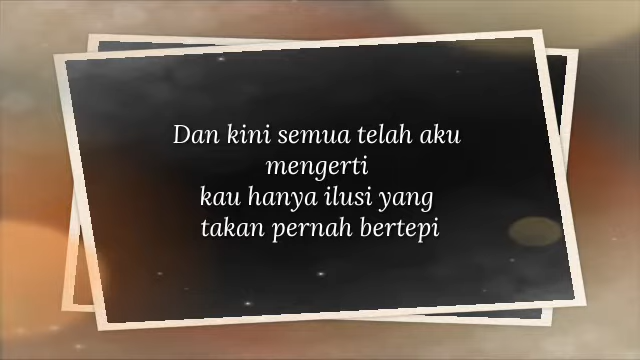 Dan kini semua telah aku
mengerti
kau hanya ilusi yang
takan pernah bertepi